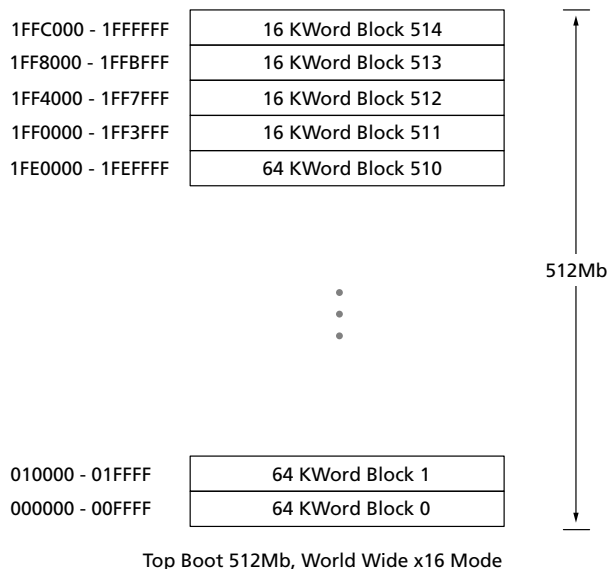 1FFC000 - 1FFFFFF 16 KWord Block 514
1FF8000 - 1FFBFFF 16 KWord Block 513
1FF4000 - 1FF7FFF 16 KWord Block 512
1FF0000 - 1FF3FFF 16 KWord Block 511
1FE0000 - 1FEFFFF 64 KWord Block 510
512Mb
010000 - 01FFFF 64 KWord Block 1
000000 - 00FFFF 64 KWord Block 0
Top Boot 512Mb, World Wide x16 Mode